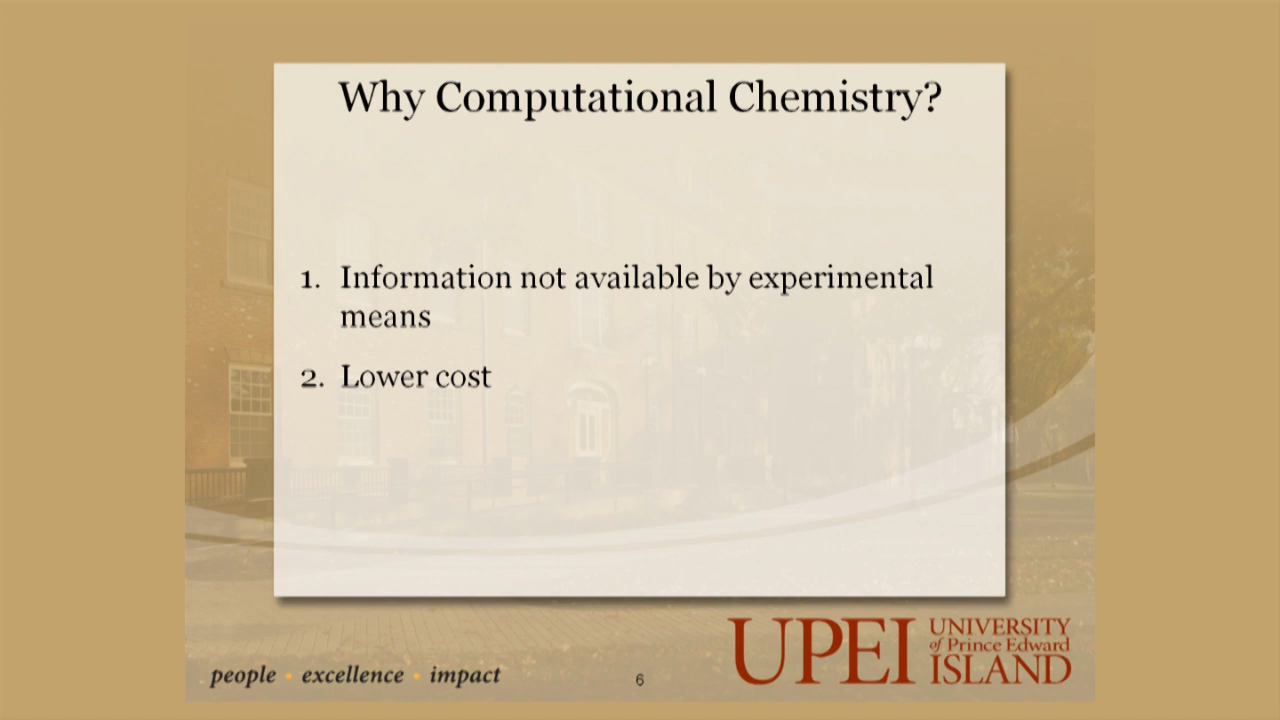 Why Computational Chemistry?
1. Information not available by experimental
means
2. Lower cost
people • excellence • impact
6
UPEI
UNIVERSITY
of Prince Edward
ISLAND